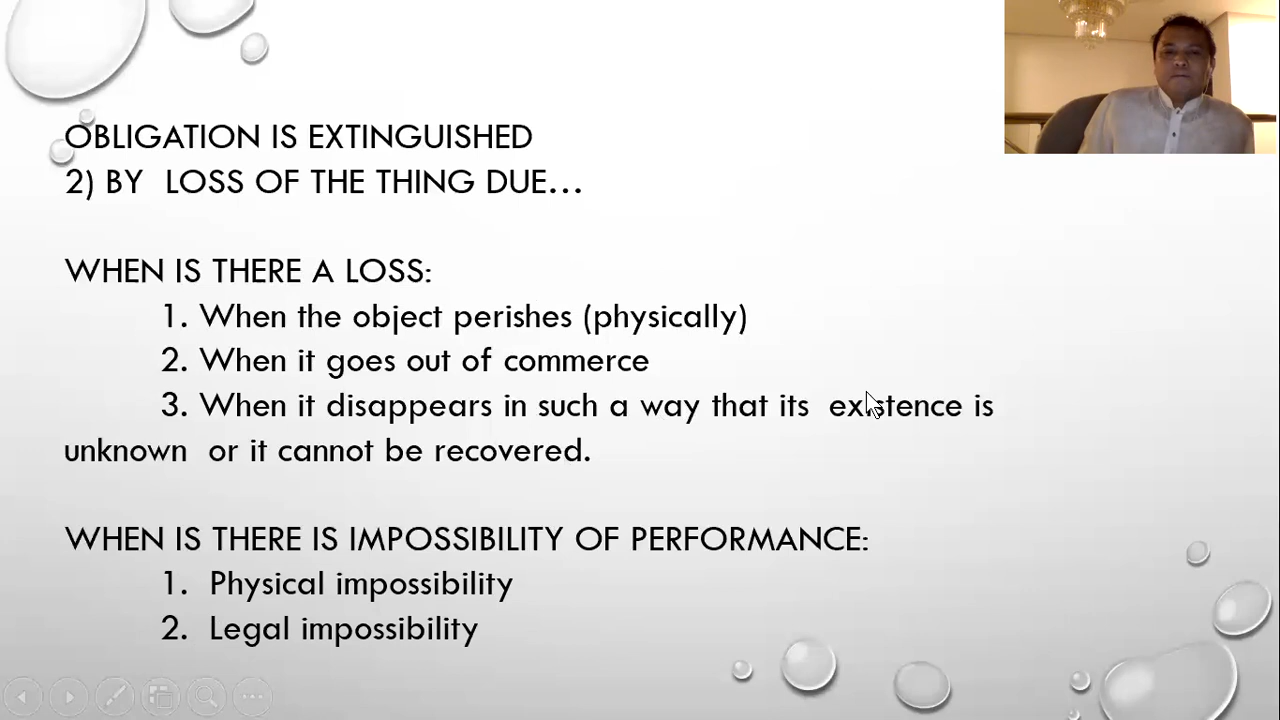 OBLIGATION IS EXTINGUISHED
2) BY LOSS OF THE THING DUE…
WHEN IS THERE A LOSS:
1. When the object perishes (physically)
2. When it goes out of commerce
3. When it disappears in such a way that its existence is
unknown or it cannot be recovered.
WHEN IS THERE IS IMPOSSIBILITY OF PERFORMANCE:
1. Physical impossibility
2. Legal impossibility